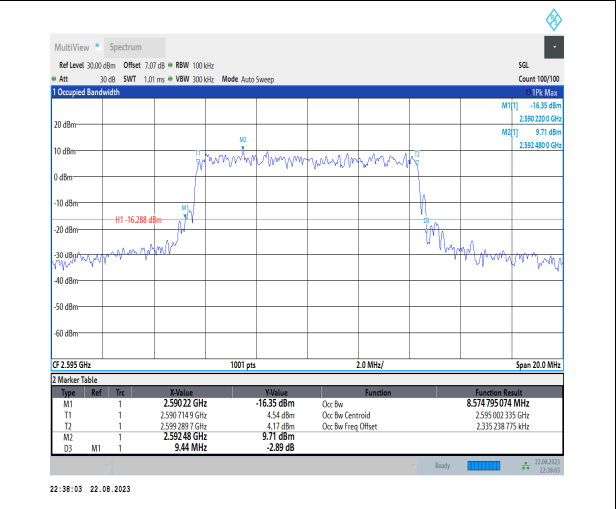 MultiView Spectrum
Ref Level 30.00 dBm Offset 7.07 dB RBW 100 kHz SGL
Att 30 dB SWT 1.01 ms VBW 300 kHz Mode Auto Sweep Count 100/100
1 Occupied Bandwidth 1Pk Max
M1[1] -16.35 dBm
2.590 220 0 GHz
M2[1] 9.71 dBm
2.592 480 0 GHz
20 dBm
M2
10 dBm
T1 T2
0 dBm
-10 dBm
M1
H1 -16.288 dBm
D3
-20 dBm
-30 dBm
-40 dBm
-50 dBm
-60 dBm
CF 2.595 GHz 1001 pts 2.0 MHz/ Span 20.0 MHz
2 Marker Table
Type Ref Trc X-Value Y-Value Function Function Result
M1 1 2.590 22 GHz -16.35 dBm Occ Bw 8.574 795 074 MHz
T1 1 2.590 714 9 GHz 4.54 dBm Occ Bw Centroid 2.595 002 335 GHz
T2 1 2.599 289 7 GHz 4.17 dBm Occ Bw Freq Offset 2.335 238 775 kHz
M2 1 2.592 48 GHz 9.71 dBm
D3 M1 1 9.44 MHz -2.89 dB
Ready 22.08.2023
22:38:03
22:38:03 22.08.2023